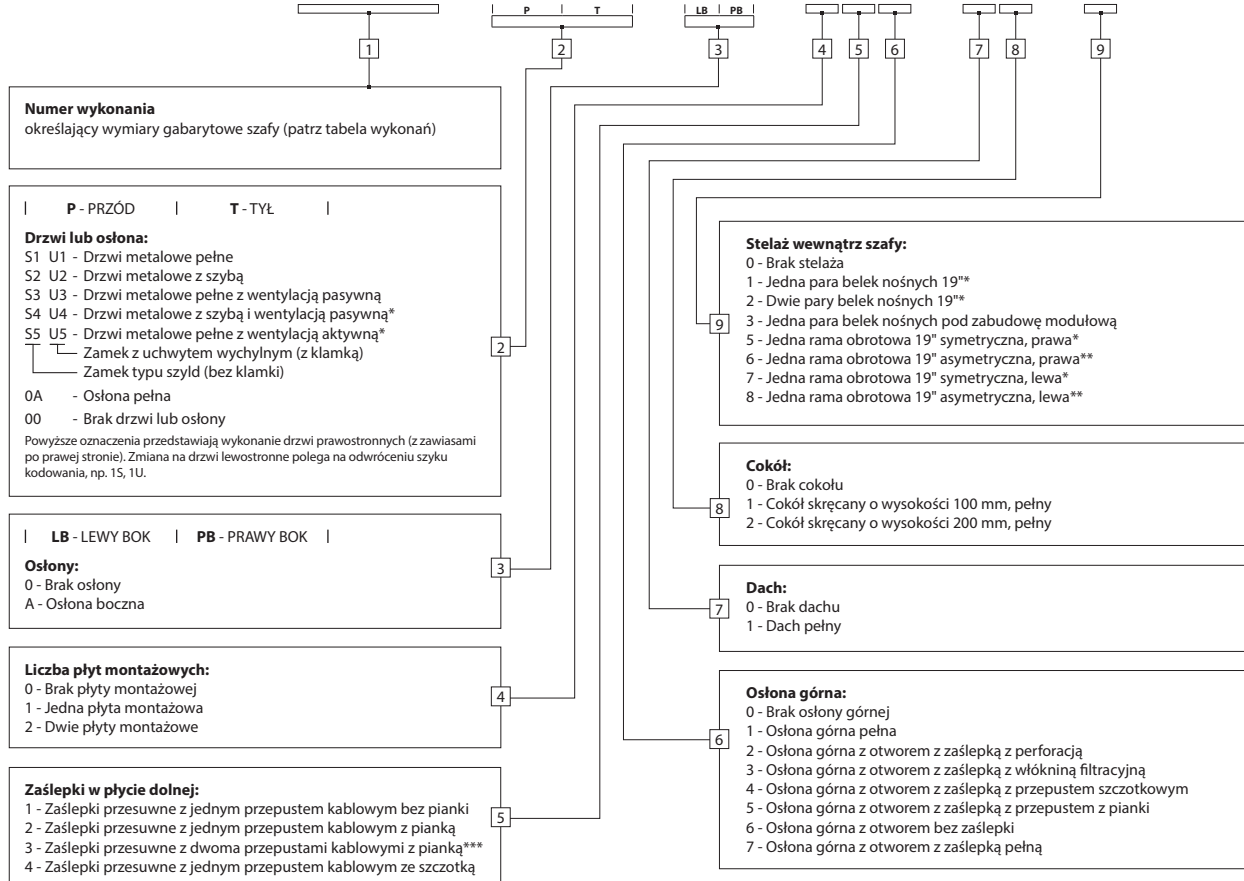 P T LB PB
1 2 3 4 5 6 7 8 9
Numer wykonania
określający wymiary gabarytowe szafy (patrz tabela wykonań)
P - PRZÓD T - TYŁ
Drzwi lub osłona:
S1 U1 - Drzwi metalowe pełne
S2 U2 - Drzwi metalowe z szybą
S3 U3 - Drzwi metalowe pełne z wentylacją pasywną
S4 U4 - Drzwi metalowe z szybą i wentylacją pasywną*
S5 U5 - Drzwi metalowe pełne z wentylacją aktywną*
Zamek z uchwytem wychylnym (z klamką)
Zamek typu szyld (bez klamki)
0A - Osłona pełna
00 - Brak drzwi lub osłony
Powyższe oznaczenia przedstawiają wykonanie drzwi prawostronnych (z zawiasami
po prawej stronie). Zmiana na drzwi lewostronne polega na odwróceniu szyku
kodowania, np. 1S, 1U.
2
LB - LEWY BOK PB - PRAWY BOK
Osłony:
0 - Brak osłony
A - Osłona boczna
3
Liczba płyt montażowych:
0 - Brak płyty montażowej
1 - Jedna płyta montażowa
2 - Dwie płyty montażowe
4
Zaślepki w płycie dolnej:
1 - Zaślepki przesuwne z jednym przepustem kablowym bez pianki
2 - Zaślepki przesuwne z jednym przepustem kablowym z pianką
3 - Zaślepki przesuwne z dwoma przepustami kablowymi z pianką***
4 - Zaślepki przesuwne z jednym przepustem kablowym ze szczotką
5
Stelaż wewnątrz szafy:
0 - Brak stelaża
1 - Jedna para belek nośnych 19"*
2 - Dwie pary belek nośnych 19"*
3 - Jedna para belek nośnych pod zabudowę modułową
5 - Jedna rama obrotowa 19" symetryczna, prawa*
6 - Jedna rama obrotowa 19" asymetryczna, prawa**
7 - Jedna rama obrotowa 19" symetryczna, lewa*
8 - Jedna rama obrotowa 19" asymetryczna, lewa**
9
Cokół:
0 - Brak cokołu
1 - Cokół skręcany o wysokości 100 mm, pełny
2 - Cokół skręcany o wysokości 200 mm, pełny
8
Dach:
0 - Brak dachu
1 - Dach pełny
7
Osłona górna:
0 - Brak osłony górnej
1 - Osłona górna pełna
2 - Osłona górna z otworem z zaślepką z perforacją
3 - Osłona górna z otworem z zaślepką z włókniną filtracyjną
4 - Osłona górna z otworem z zaślepką z przepustem szczotkowym
5 - Osłona górna z otworem z zaślepką z przepustem z pianki
6 - Osłona górna z otworem bez zaślepki
7 - Osłona górna z otworem z zaślepką pełną
6